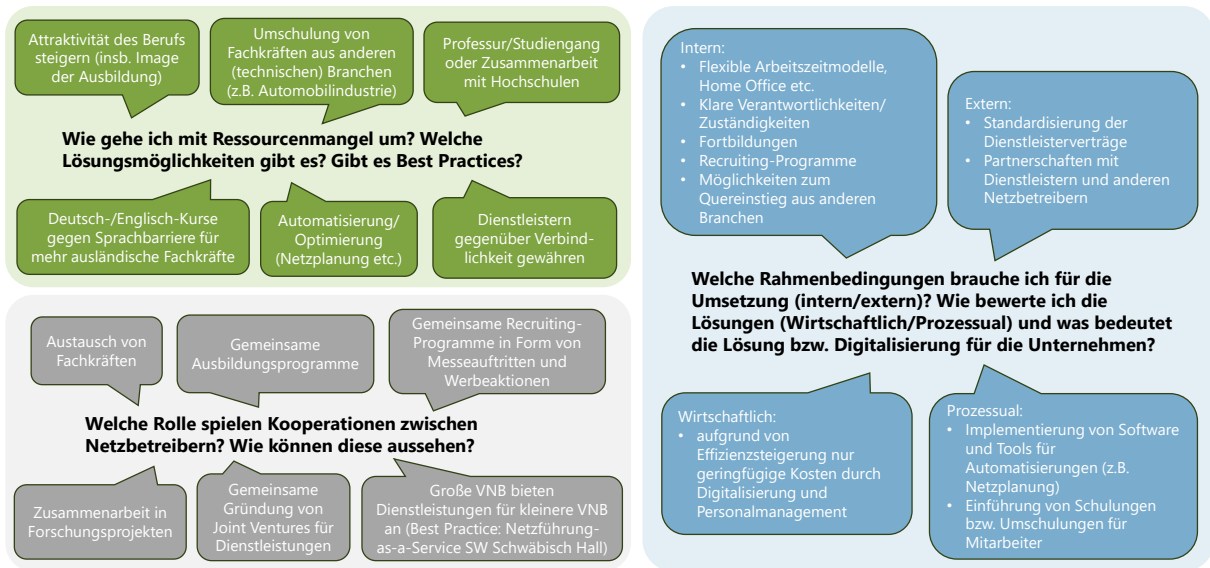 Attraktivität des Berufs
steigern (insb. Image
der Ausbildung)
Umschulung von
Fachkräften aus anderen
(technischen) Branchen
(z.B. Automobilindustrie)
Professur/Studiengang
oder Zusammenarbeit
mit Hochschulen
Wie gehe ich mit Ressourcenmangel um? Welche
Lösungsmöglichkeiten gibt es? Gibt es Best Practices?
Deutsch-/Englisch-Kurse
gegen Sprachbarriere für
mehr ausländische Fachkräfte
Automatisierung/
Optimierung
(Netzplanung etc.)
Dienstleistern
gegenüber Verbind-
lichkeit gewähren
Austausch von
Fachkräften
Gemeinsame
Ausbildungsprogramme
Gemeinsame Recruiting-
Programme in Form von
Messeauftritten und
Werbeaktionen
Welche Rolle spielen Kooperationen zwischen
Netzbetreibern? Wie können diese aussehen?
Zusammenarbeit in
Forschungsprojekten
Gemeinsame
Gründung von
Joint Ventures für
Dienstleistungen
Große VNB bieten
Dienstleistungen für kleinere VNB
an (Best Practice: Netzführung-
as-a-Service SW Schwäbisch Hall)
Intern:
• Flexible Arbeitszeitmodelle,
Home Office etc.
• Klare Verantwortlichkeiten/
Zuständigkeiten
• Fortbildungen
• Recruiting-Programme
• Möglichkeiten zum
Quereinstieg aus anderen
Branchen
Extern:
• Standardisierung der
Dienstleisterverträge
• Partnerschaften mit
Dienstleistern und anderen
Netzbetreibern
Welche Rahmenbedingungen brauche ich für die
Umsetzung (intern/extern)? Wie bewerte ich die
Lösungen (Wirtschaftlich/Prozessual) und was bedeutet
die Lösung bzw. Digitalisierung für die Unternehmen?
Wirtschaftlich:
• aufgrund von
Effizienzsteigerung nur
geringfügige Kosten durch
Digitalisierung und
Personalmanagement
Prozessual:
• Implementierung von Software
und Tools für
Automatisierungen (z.B.
Netzplanung)
• Einführung von Schulungen
bzw. Umschulungen für
Mitarbeiter